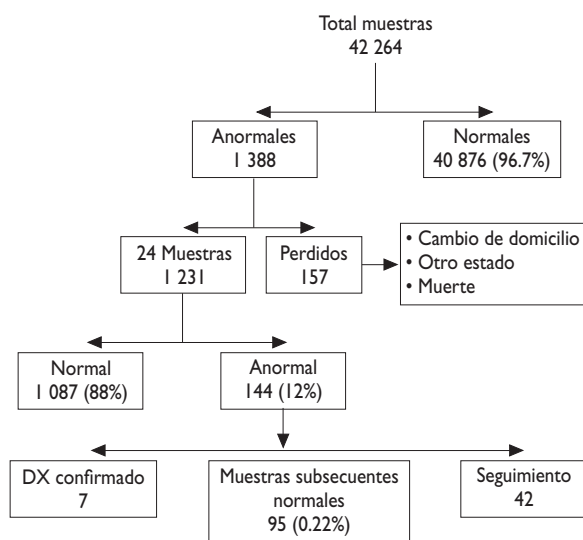 Total muestras
42 264
Anormales
1 388
Normales
40 876 (96.7%)
24 Muestras
1 231
Perdidos
157
• Cambio de domicilio
• Otro estado
• Muerte
Normal
1 087 (88%)
Anormal
144 (12%)
DX confirmado
7
Muestras subsecuentes
normales
95 (0.22%)
Seguimiento
42